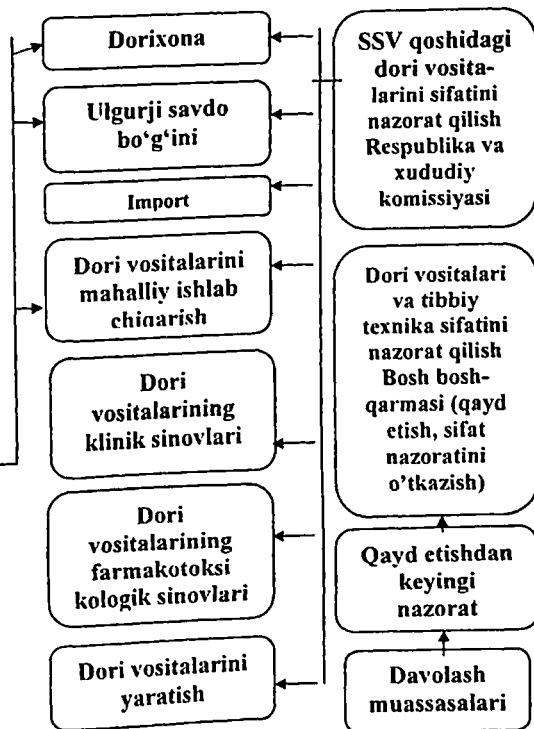 Dorixona
Ulgurji savdo
bo‘g‘ini
Import
Dori vositalarini
mahalliy ishlab
chiqarish
Dori
vositalarining
klinik sinovlari
Dori
vositalarining
farmakotoksi
kologik sinovlari
Dori vositalarini
yaratish
SSV qoshidagi
dori vosita-
larini sifatini
nazorat qilish
Respublika va
xududiy
komissiyasi
Dori vositalari
va tibbiy
texnika sifatini
nazorat qilish
Bosh bosh-
qarmasi (qayd
etish, sifat
nazoratini
o’tkazish)
Qayd etishdan
keyingi
nazorat
Davolash
muassasalari